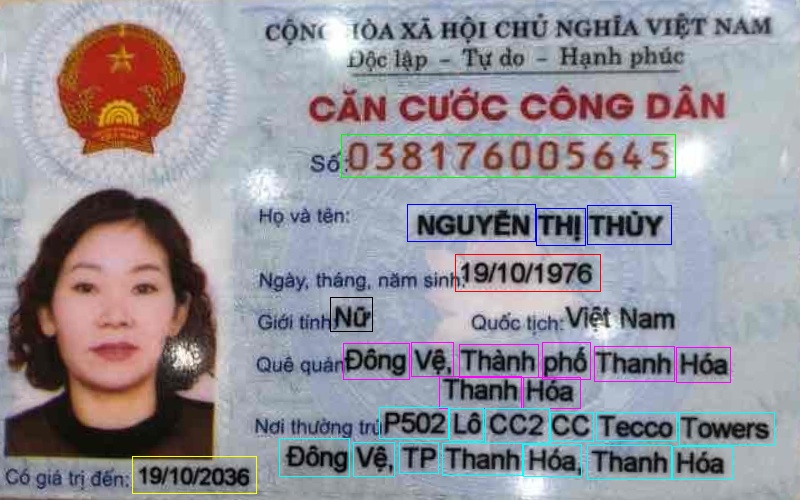 CỘNG HÒA XÃ HỘI CHỦ NGHĨA VIỆT NAM
Độc lập - Tự do - Hạnh phúc
CĂN CƯỚC CÔNG DÂN
Số: 038176005645
Họ và tên: NGUYỄN THỊ THỦY
Ngày, tháng, năm sinh: 19/10/1976
Giới tính: Nữ Quốc tịch: Việt Nam
Quê quán: Đông Vệ, Thành phố Thanh Hóa
Thanh Hóa
Nơi thường trú: P502 Lô CC2 CC Tecco Towers
Đông Vệ, TP Thanh Hóa, Thanh Hóa
Có giá trị đến: 19/10/2036